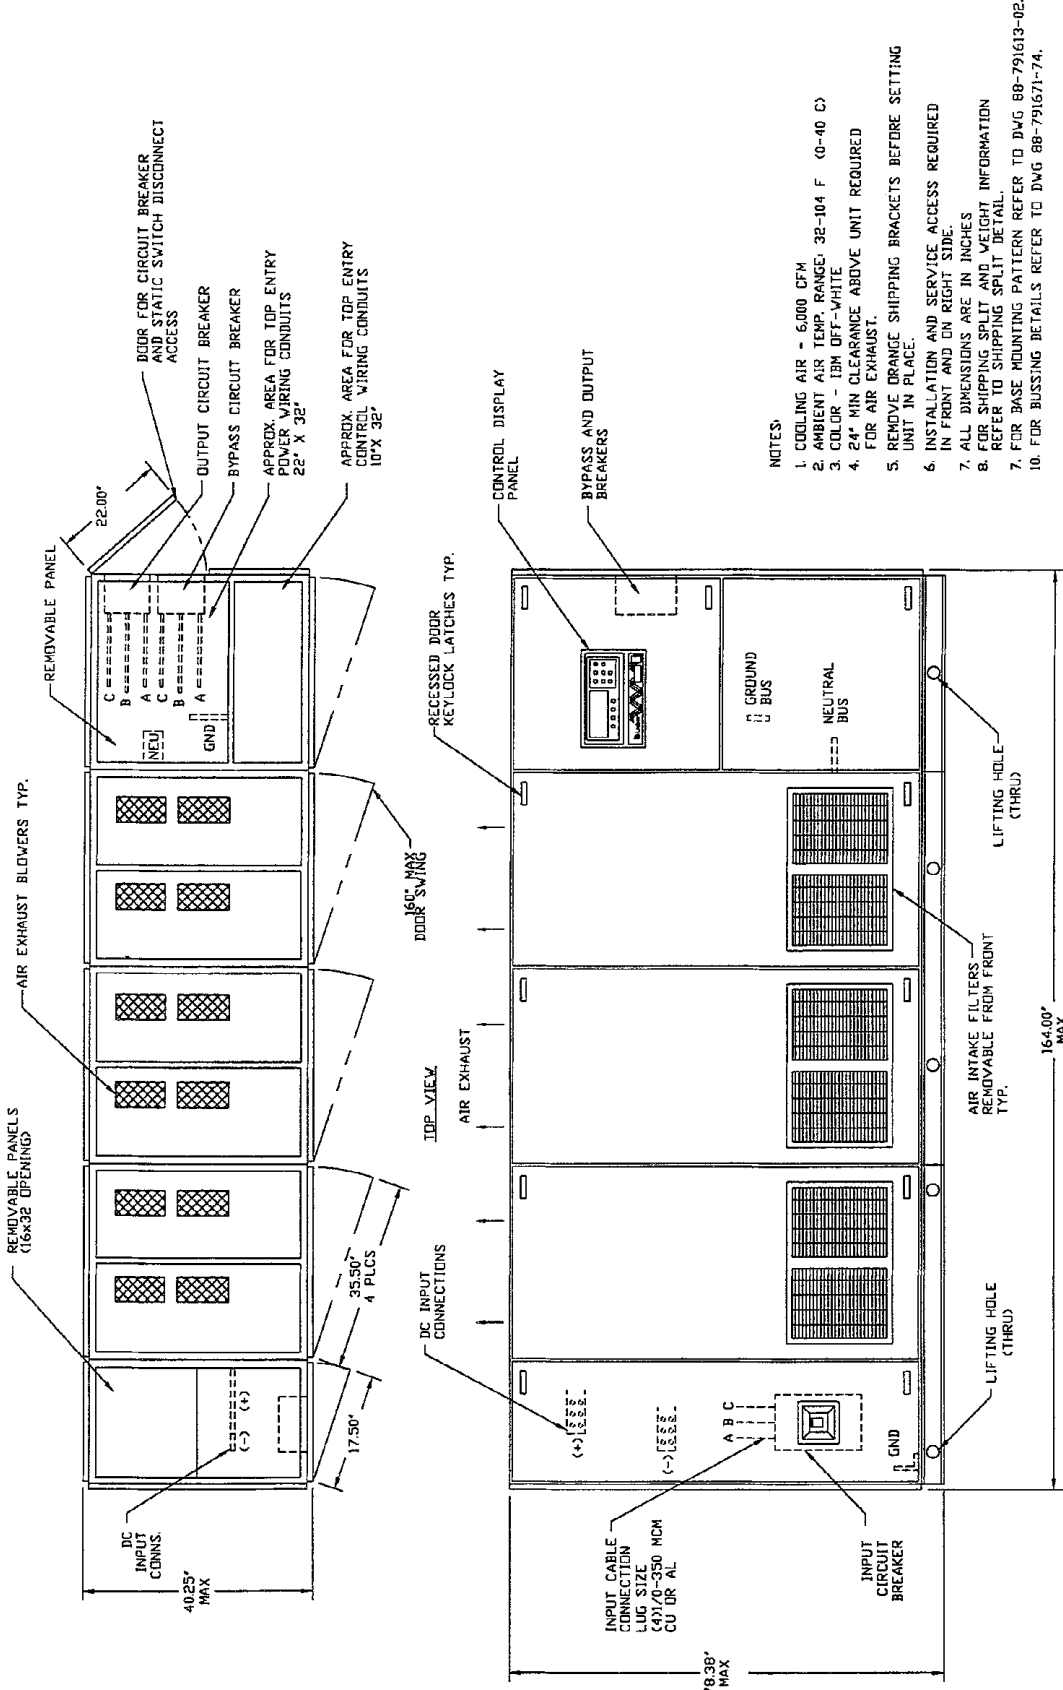 REMOVABLE PANELS
(16x32 OPENING)
AIR EXHAUST BLOWERS TYP.
REMOVABLE PANEL
22.00"
DOOR FOR CIRCUIT BREAKER
AND STATIC SWITCH DISCONNECT
ACCESS
OUTPUT CIRCUIT BREAKER
BYPASS CIRCUIT BREAKER
APPROX. AREA FOR TOP ENTRY
POWER WIRING CONDUITS
22" X 32"
APPROX. AREA FOR TOP ENTRY
CONTROL WIRING CONDUITS
10"X 32"
C
B
A
C
B
A
NEU
GND
(-) (+)
DC
INPUT
CONNS.
40.25"
MAX
17.50"
35.50"
4 PLCS
160° MAX
DOOR SWING
TOP VIEW
AIR EXHAUST
DC INPUT
CONNECTIONS
RECESSED DOOR
KEYLOCK LATCHES TYP.
CONTROL DISPLAY
PANEL
BYPASS AND OUTPUT
BREAKERS
(+)
(-)
A B C
GND
GROUND
BUS
NEUTRAL
BUS
INPUT CABLE
CONNECTION
LUG SIZE
(4)1/0-350 MCM
CU OR AL
INPUT
CIRCUIT
BREAKER
LIFTING HOLE
(THRU)
AIR INTAKE FILTERS
REMOVABLE FROM FRONT
TYP.
LIFTING HOLE
(THRU)
78.38"
MAX
164.00"
MAX
NOTES:
1. COOLING AIR - 6,000 CFM
2. AMBIENT AIR TEMP. RANGE: 32-104 F (0-40 C)
3. COLOR - IBM OFF-WHITE
4. 24" MIN CLEARANCE ABOVE UNIT REQUIRED
FOR AIR EXHAUST.
5. REMOVE ORANGE SHIPPING BRACKETS BEFORE SETTING
UNIT IN PLACE.
6. INSTALLATION AND SERVICE ACCESS REQUIRED
IN FRONT AND ON RIGHT SIDE.
7. ALL DIMENSIONS ARE IN INCHES
8. FOR SHIPPING SPLIT AND WEIGHT INFORMATION
REFER TO SHIPPING SPLIT DETAIL.
7. FOR BASE MOUNTING PATTERN REFER TO DWG 88-791613-02.
10. FOR BUSSING DETAILS REFER TO DWG 88-791671-74.